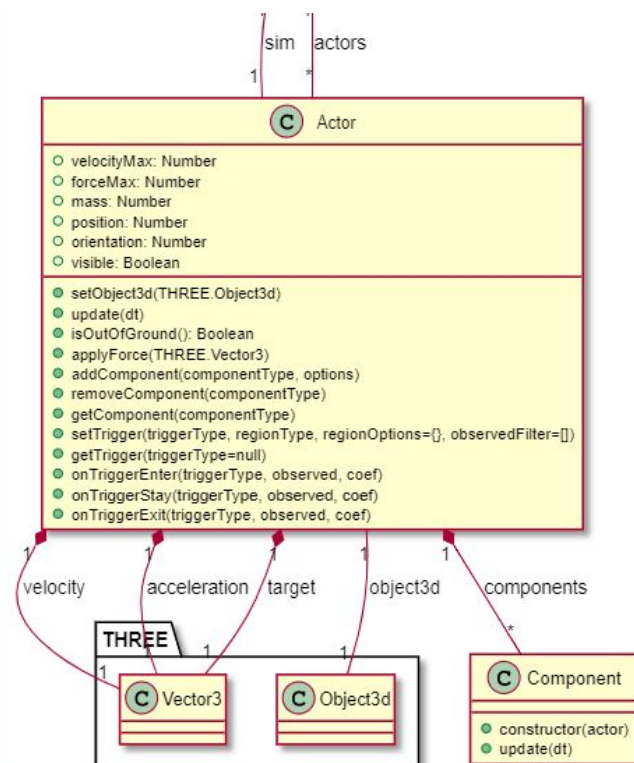 sim actors
1 *
C Actor
velocityMax: Number
forceMax: Number
mass: Number
position: Number
orientation: Number
visible: Boolean
setObject3d(THREE.Object3d)
update(dt)
isOutOfGround(): Boolean
applyForce(THREE.Vector3)
addComponent(componentType, options)
removeComponent(componentType)
getComponent(componentType)
setTrigger(triggerType, regionType, regionOptions={}, observedFilter=[])
getTrigger(triggerType=null)
onTriggerEnter(triggerType, observed, coef)
onTriggerStay(triggerType, observed, coef)
onTriggerExit(triggerType, observed, coef)
1 1 1 1 1
velocity acceleration target object3d components
THREE 1 1 1 *
1
C Vector3
C Object3d
C Component
constructor(actor)
update(dt)